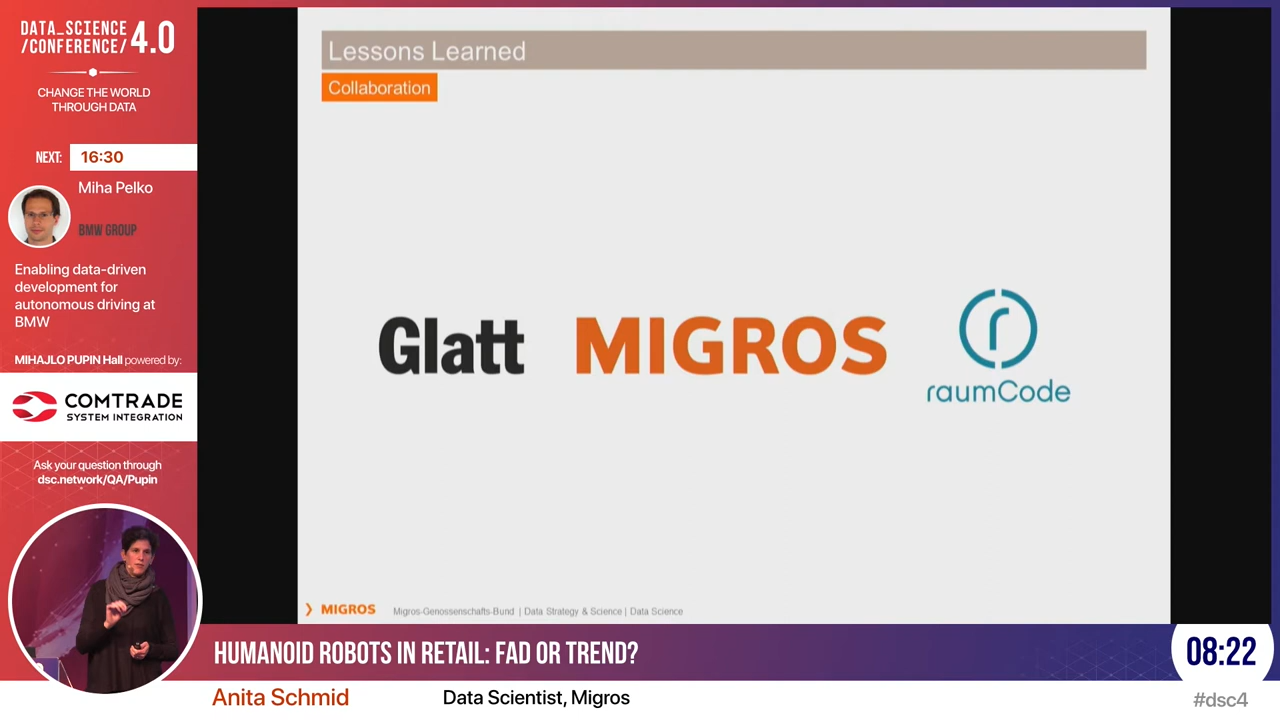 DATA_SCIENCE
/CONFERENCE/ 4.0
CHANGE THE WORLD
THROUGH DATA
NEXT: 16:30
Miha Pelko
BMW GROUP
Enabling data-driven
development for
autonomous driving at
BMW
MIHAJLO PUPIN Hall powered by:
COMTRADE
SYSTEM INTEGRATION
Ask your question through
dsc.network/QA/Pupin
Lessons Learned
Collaboration
Glatt MIGROS raumCode
MIGROS Migros-Genossenschafts-Bund | Data Strategy & Science | Data Science
HUMANOID ROBOTS IN RETAIL: FAD OR TREND?
08:22
Anita Schmid Data Scientist, Migros
#dsc4